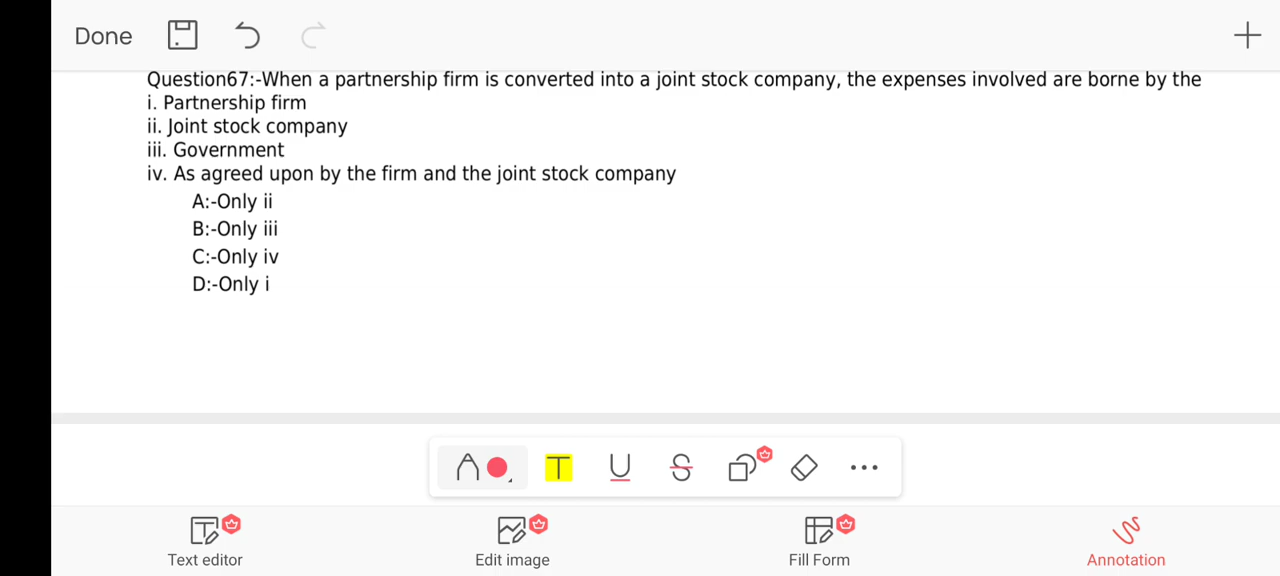 Done
Question67:-When a partnership firm is converted into a joint stock company, the expenses involved are borne by the
i. Partnership firm
ii. Joint stock company
iii. Government
iv. As agreed upon by the firm and the joint stock company
A:-Only ii
B:-Only iii
C:-Only iv
D:-Only i
T U S
Text editor Edit image Fill Form Annotation